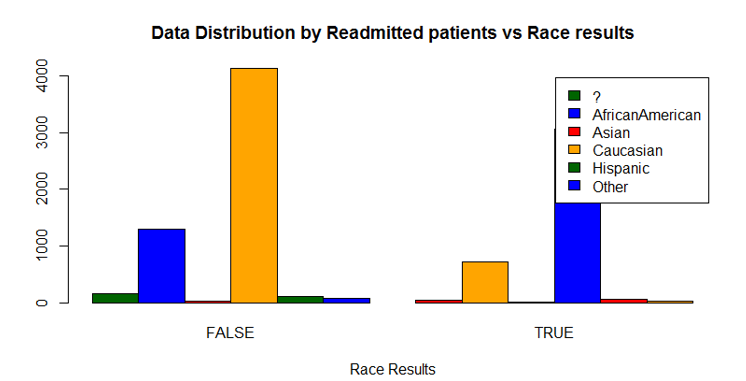 Data Distribution by Readmitted patients vs Race results
4000
3000
2000
1000
0
?
AfricanAmerican
Asian
Caucasian
Hispanic
Other
FALSE
TRUE
Race Results